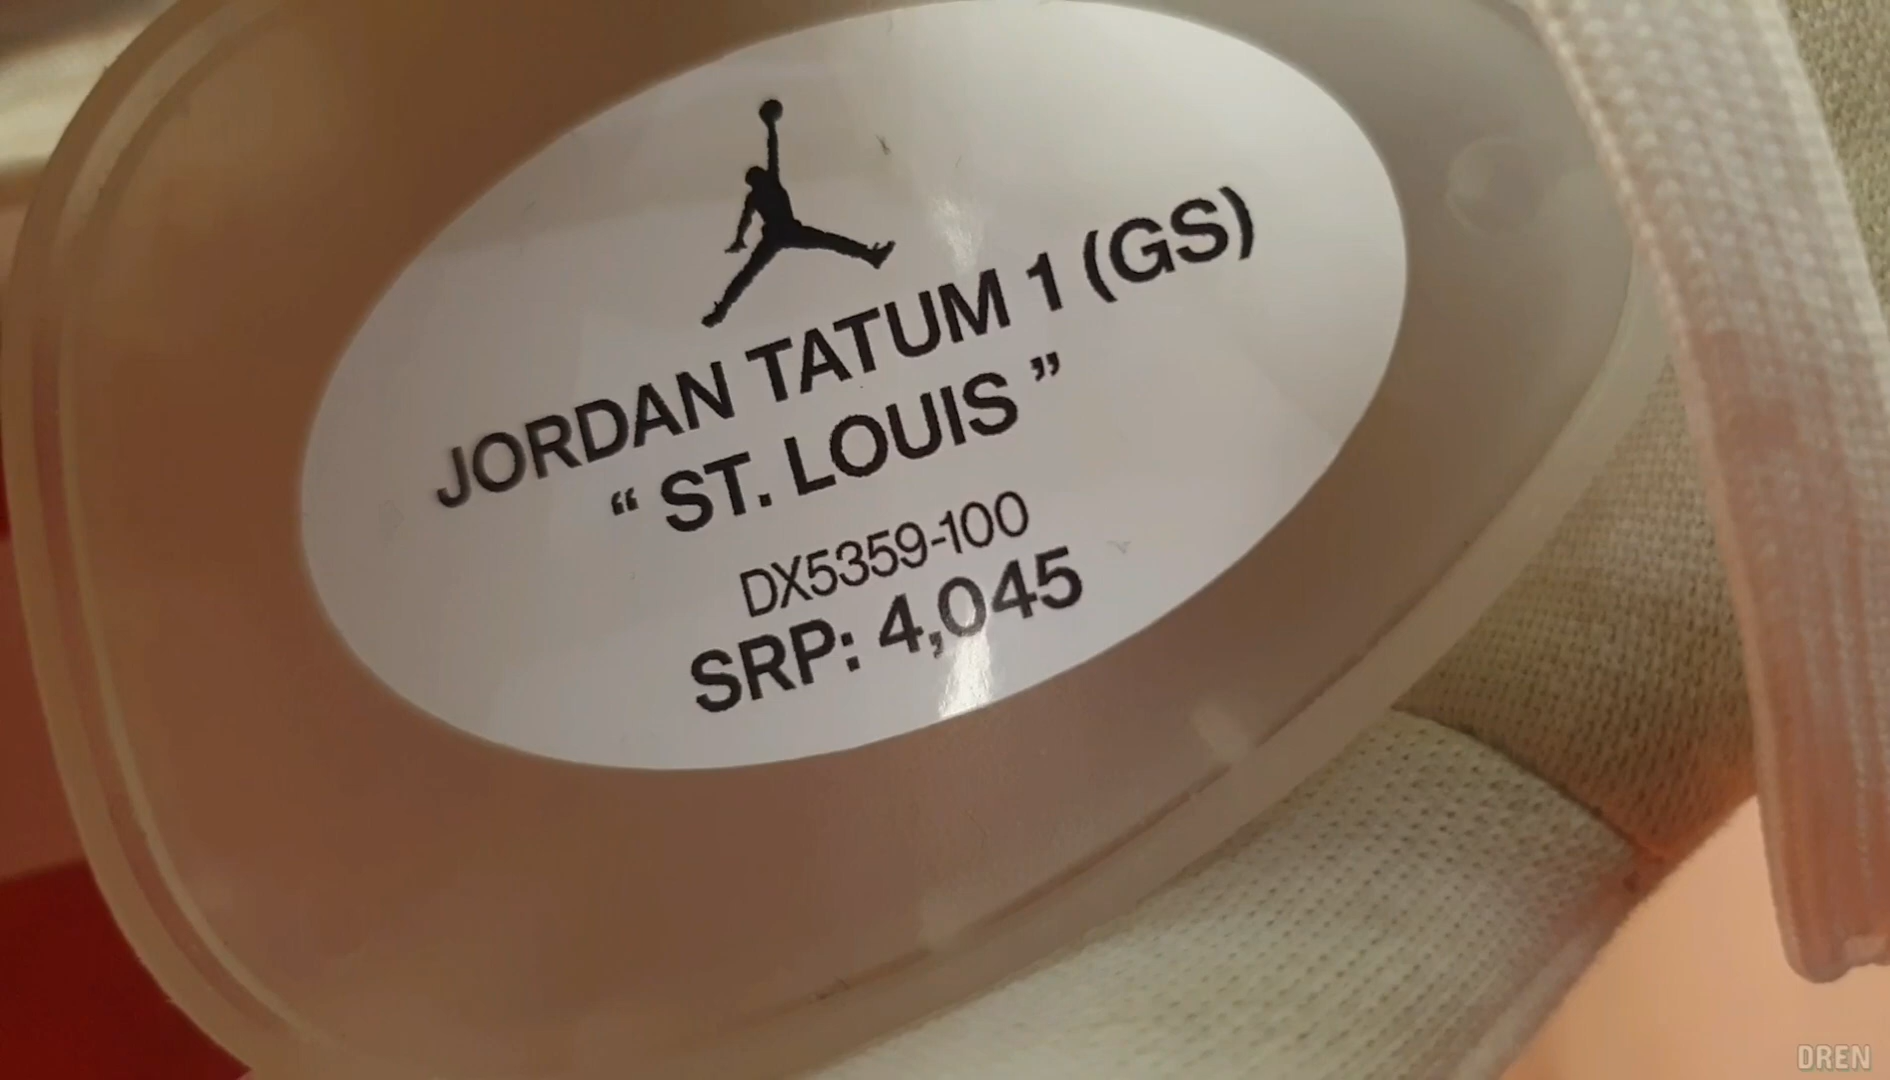 JORDAN TATUM 1 (GS)
“ ST. LOUIS ”
DX5359-100
SRP: 4,045
DREN